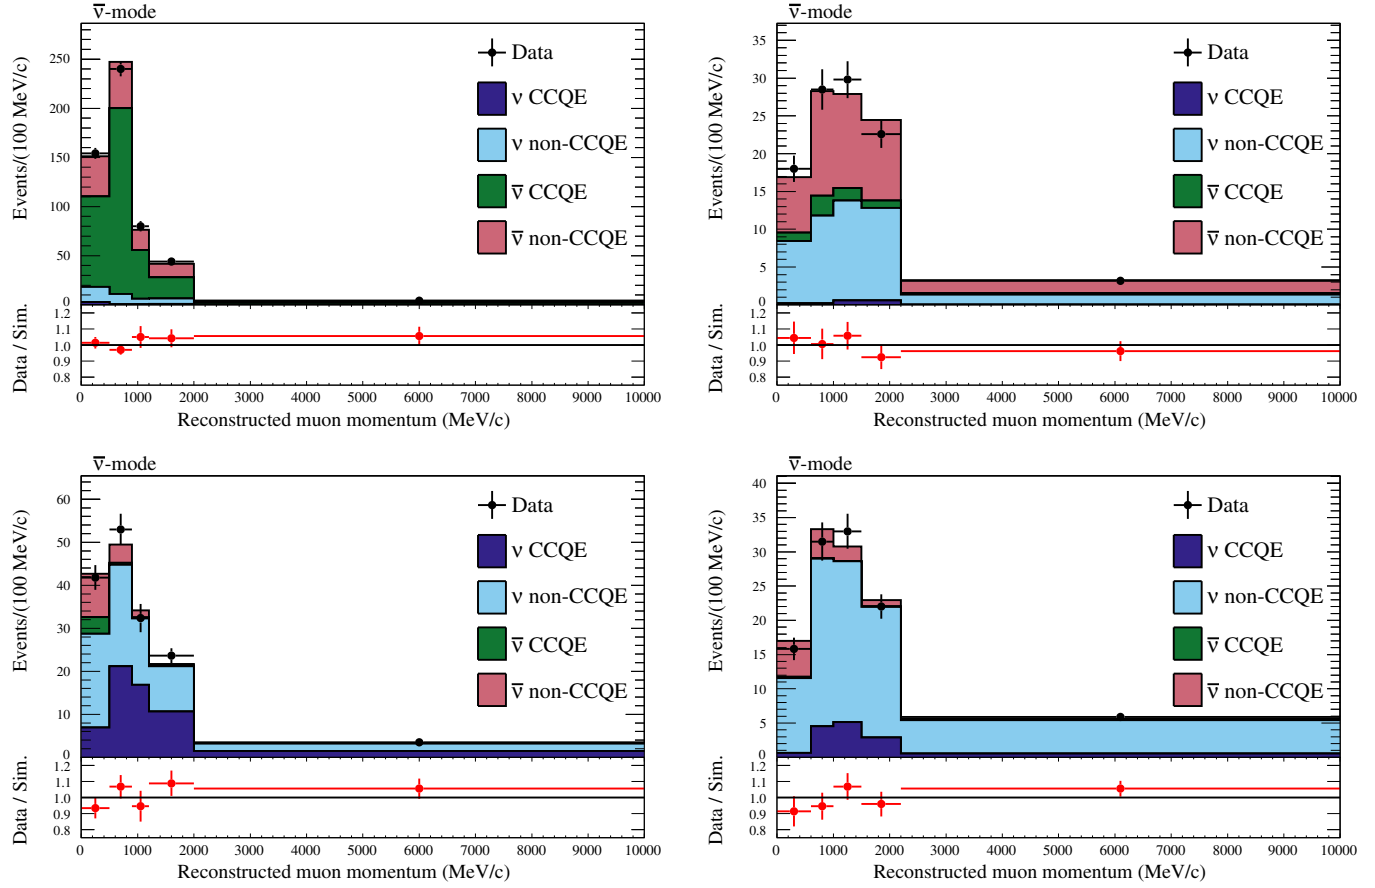 ν̅-mode
Events/(100 MeV/c)
250
200
150
100
50
0
Data
ν CCQE
ν non-CCQE
ν̅ CCQE
ν̅ non-CCQE
Data / Sim.
1.2
1.1
1.0
0.9
0.8
0 1000 2000 3000 4000 5000 6000 7000 8000 9000 10000
Reconstructed muon momentum (MeV/c)
ν̅-mode
Events/(100 MeV/c)
35
30
25
20
15
10
5
0
Data
ν CCQE
ν non-CCQE
ν̅ CCQE
ν̅ non-CCQE
Data / Sim.
1.2
1.1
1.0
0.9
0.8
0 1000 2000 3000 4000 5000 6000 7000 8000 9000 10000
Reconstructed muon momentum (MeV/c)
ν̅-mode
Events/(100 MeV/c)
60
50
40
30
20
10
0
Data
ν CCQE
ν non-CCQE
ν̅ CCQE
ν̅ non-CCQE
Data / Sim.
1.2
1.1
1.0
0.9
0.8
0 1000 2000 3000 4000 5000 6000 7000 8000 9000 10000
Reconstructed muon momentum (MeV/c)
ν̅-mode
Events/(100 MeV/c)
40
35
30
25
20
15
10
5
0
Data
ν CCQE
ν non-CCQE
ν̅ CCQE
ν̅ non-CCQE
Data / Sim.
1.2
1.1
1.0
0.9
0.8
0 1000 2000 3000 4000 5000 6000 7000 8000 9000 10000
Reconstructed muon momentum (MeV/c)